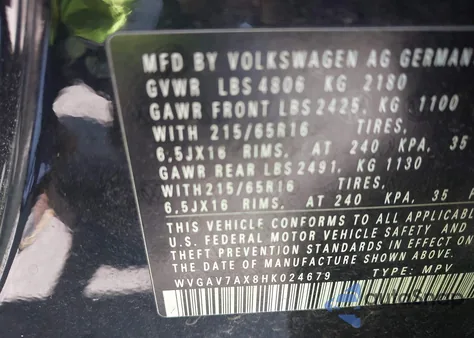 MFD BY VOLKSWAGEN AG GERMAN
GVWR LBS 4806 KG 2180
GAWR FRONT LBS 2425, KG 1100
WITH 215/65R16 TIRES,
6,5JX16 RIMS, AT 240 KPA, 35
GAWR REAR LBS 2491, KG 1130
WITH 215/65R16 TIRES,
6,5JX16 RIMS, AT 240 KPA, 35
THIS VEHICLE CONFORMS TO ALL APPLICAB
U.S. FEDERAL MOTOR VEHICLE SAFETY
THEFT PREVENTION STANDARDS IN EFFECT ON
THE DATE OF MANUFACTURE SHOWN ABOVE.
WVGAV7AX8HK024679 TYPE: MPV